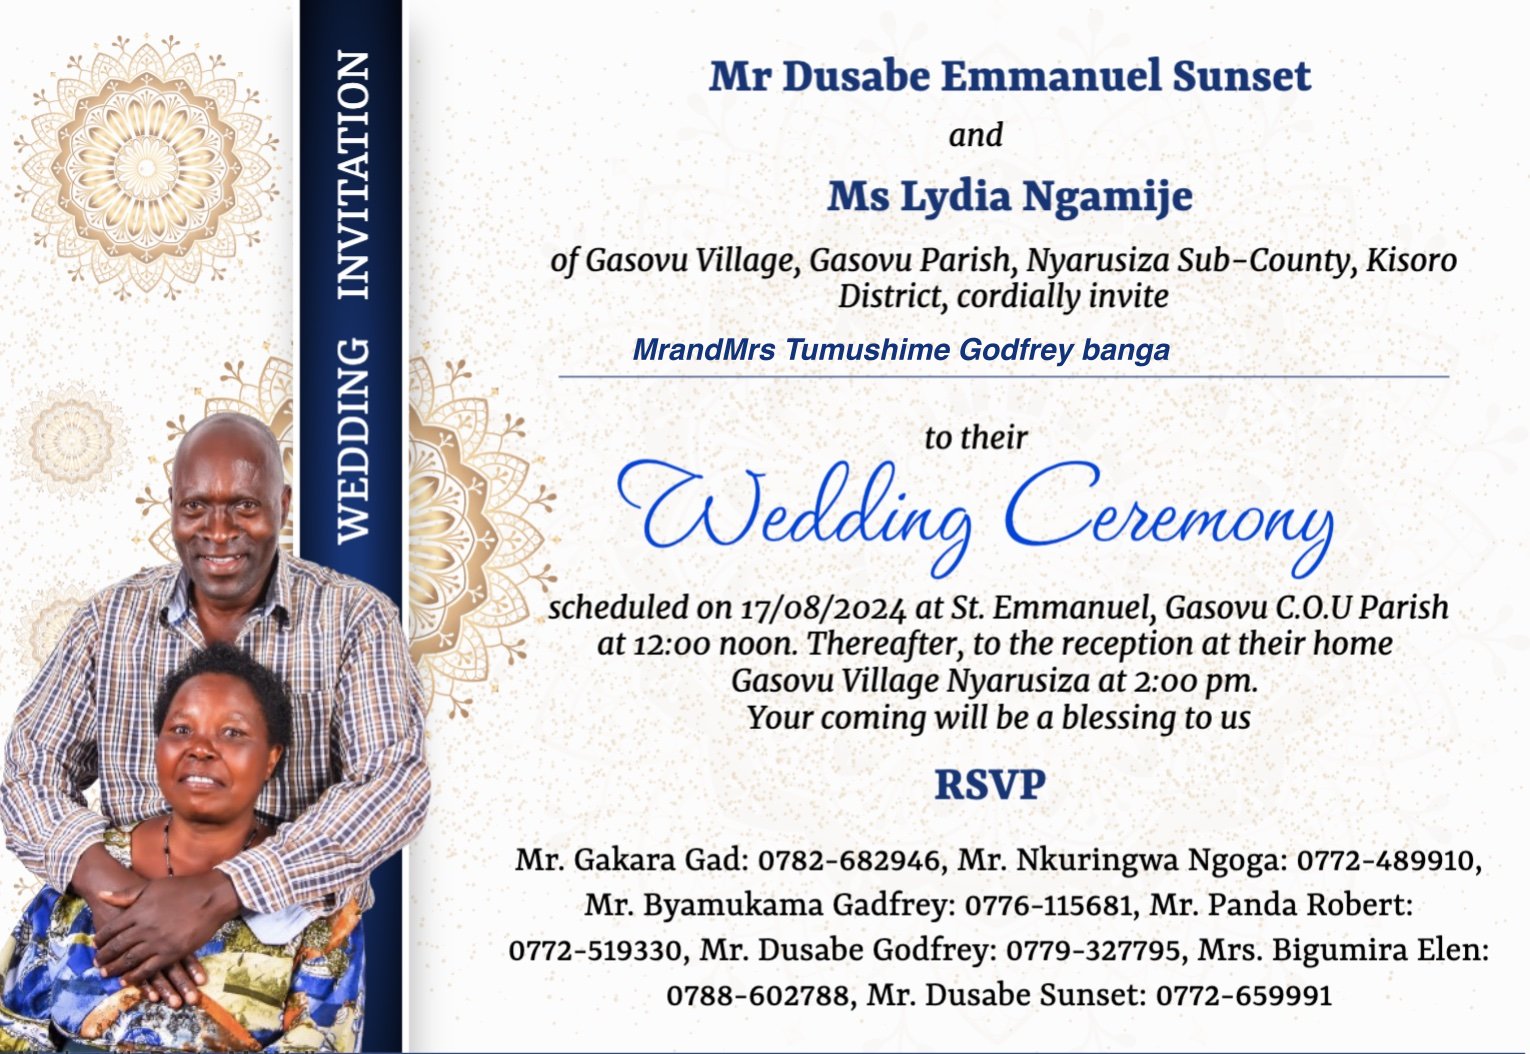 WEDDING INVITATION
Mr Dusabe Emmanuel Sunset
and
Ms Lydia Ngamije
of Gasovu Village, Gasovu Parish, Nyarusiza Sub-County, Kisoro
District, cordially invite
MrandMrs Tumushime Godfrey banga
to their
Wedding Ceremony
scheduled on 17/08/2024 at St. Emmanuel, Gasovu C.O.U Parish
at 12:00 noon. Thereafter, to the reception at their home
Gasovu Village Nyarusiza at 2:00 pm.
Your coming will be a blessing to us
RSVP
Mr. Gakara Gad: 0782-682946, Mr. Nkuringwa Ngoga: 0772-489910,
Mr. Byamukama Gadfrey: 0776-115681, Mr. Panda Robert:
0772-519330, Mr. Dusabe Godfrey: 0779-327795, Mrs. Bigumira Elen:
0788-602788, Mr. Dusabe Sunset: 0772-659991